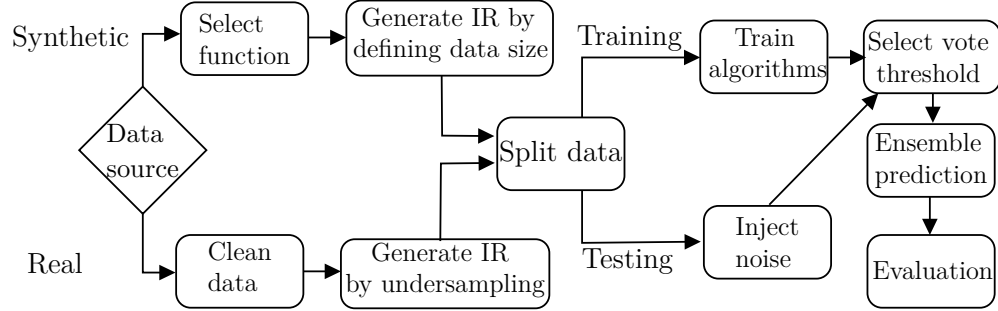 Synthetic
Select
function
Generate IR by
defining data size
Training
Train
algorithms
Select vote
threshold
Data
source
Split data
Ensemble
prediction
Real
Clean
data
Generate IR
by undersampling
Testing
Inject
noise
Evaluation